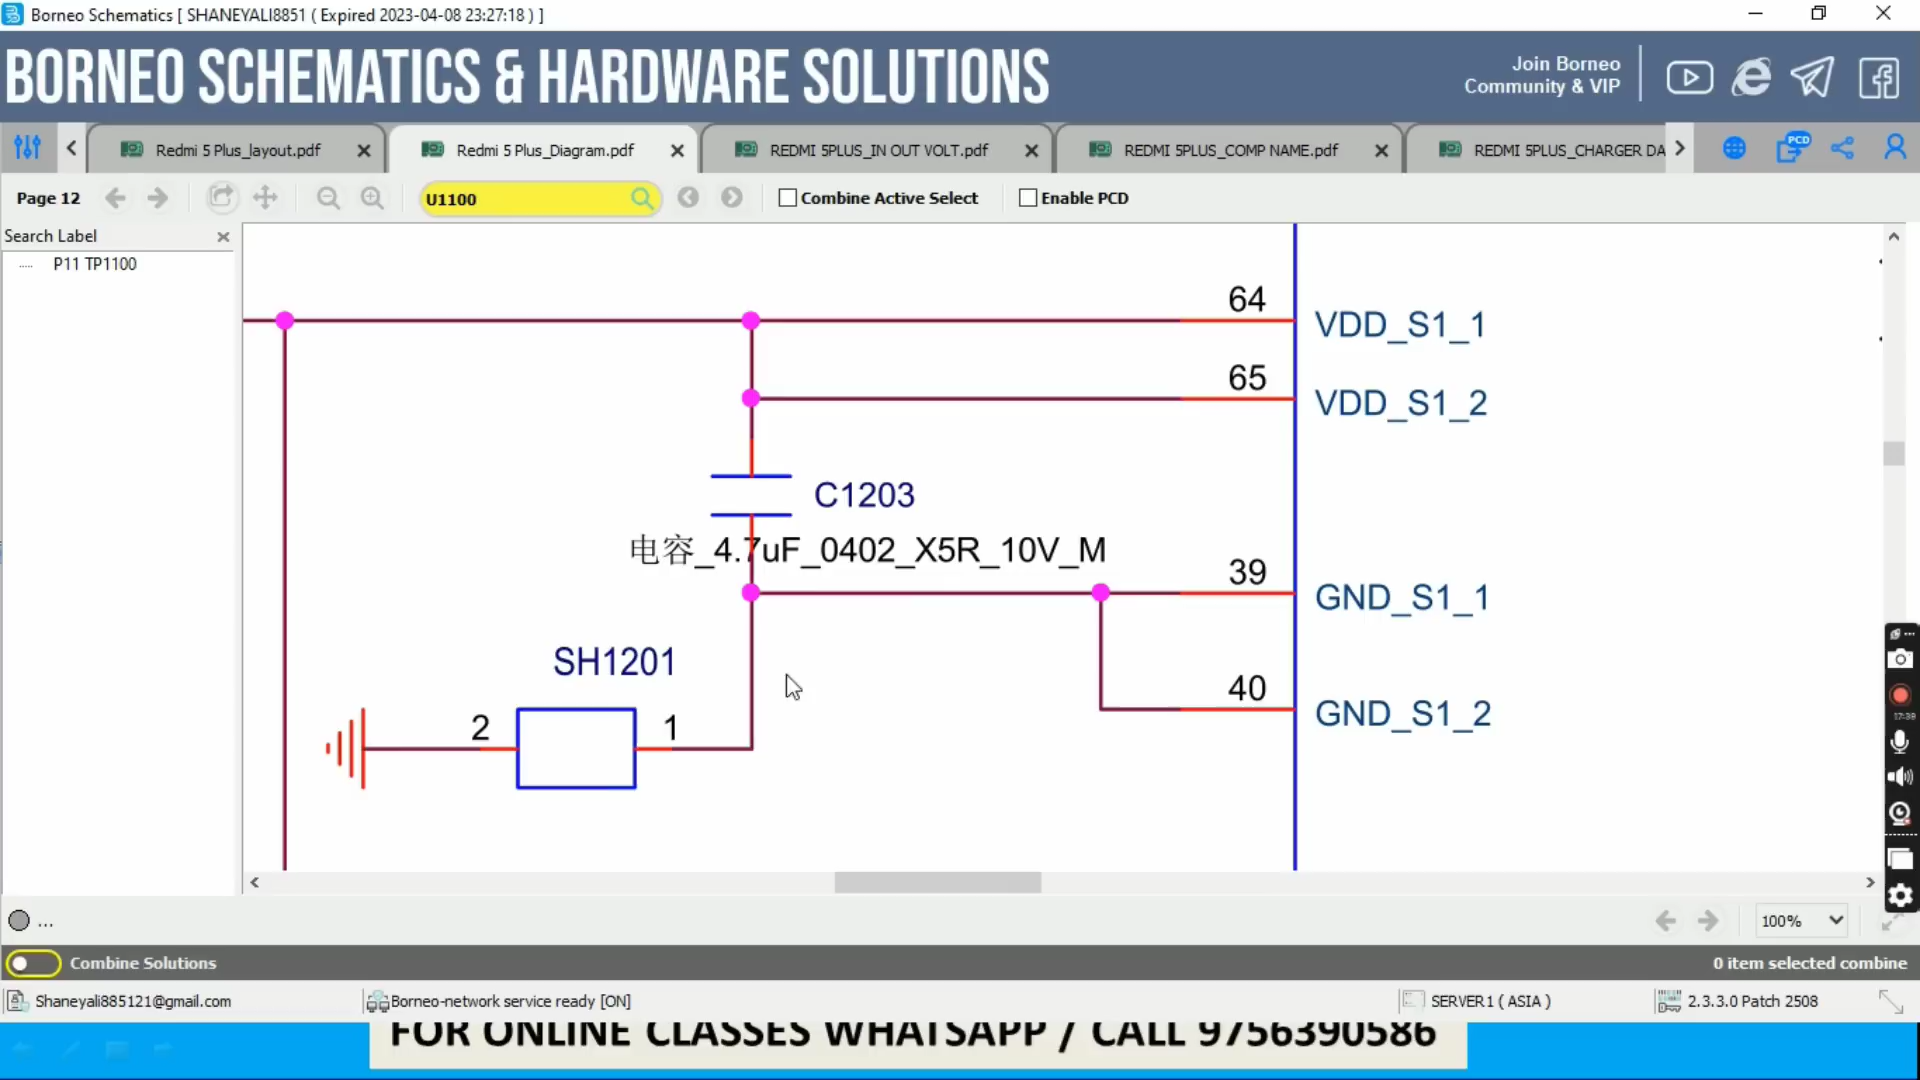 Borneo Schematics [ SHANEYALI8851 ( Expired 2023-04-08 23:27:18 ) ]
BORNEO SCHEMATICS & HARDWARE SOLUTIONS
Join Borneo
Community & VIP
Redmi 5 Plus_layout.pdf
Redmi 5 Plus_Diagram.pdf
REDMI 5PLUS_IN OUT VOLT.pdf
REDMI 5PLUS_COMP NAME.pdf
REDMI 5PLUS_CHARGER DA
PCD
Page 12
U1100
Combine Active Select
Enable PCD
Search Label
P11 TP1100
64
VDD_S1_1
65
VDD_S1_2
C1203
电容_4.7uF_0402_X5R_10V_M
39
GND_S1_1
SH1201
40
GND_S1_2
2
1
17:39
...
100%
Combine Solutions
0 item selected combine
Shaneyali885121@gmail.com
Borneo-network service ready [ON]
SERVER1 ( ASIA )
2.3.3.0 Patch 2508
FOR ONLINE CLASSES WHATSAPP / CALL 9756390586